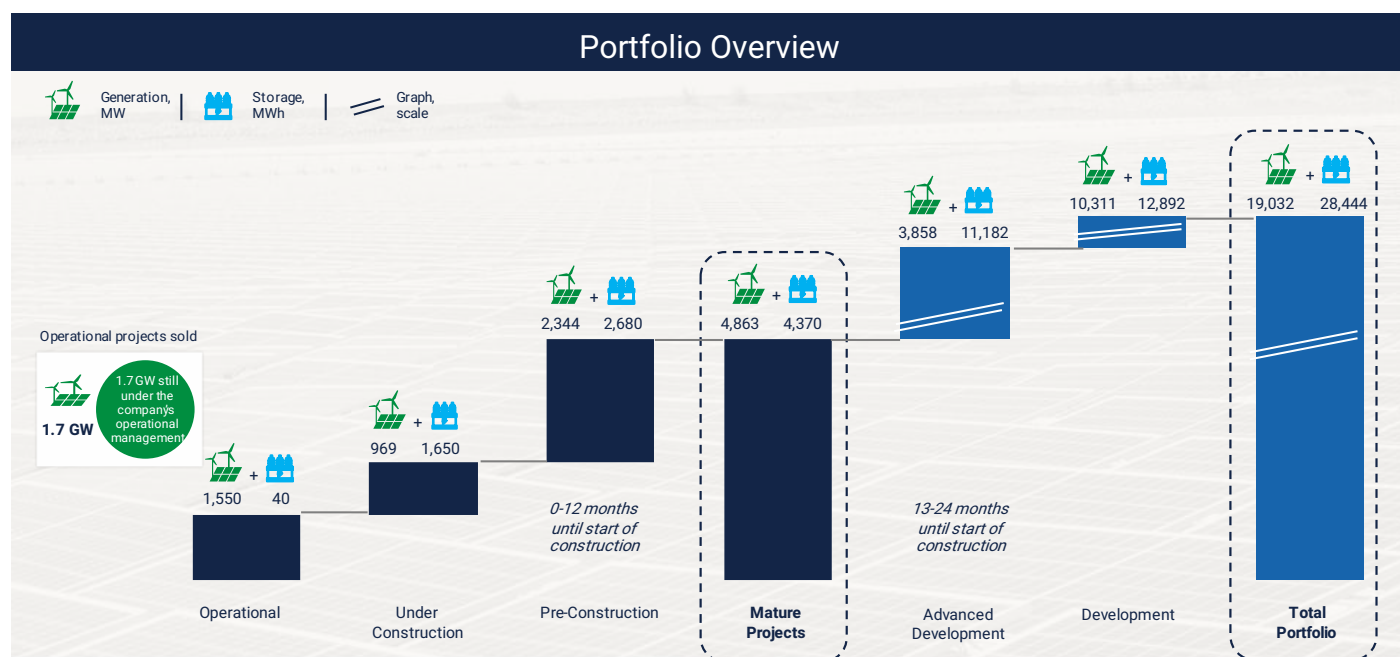 Portfolio Overview
Generation,
MW
Storage,
MWh
Graph,
scale
10,311 12,892
19,032 28,444
3,858 11,182
2,344 2,680
4,863 4,370
Operational projects sold
1.7 GW
1.7 GW still
under the
company's
operational
management
969 1,650
1,550 40
0-12 months
until start of
construction
13-24 months
until start of
construction
Operational
Under
Construction
Pre-Construction
Mature
Projects
Advanced
Development
Development
Total
Portfolio